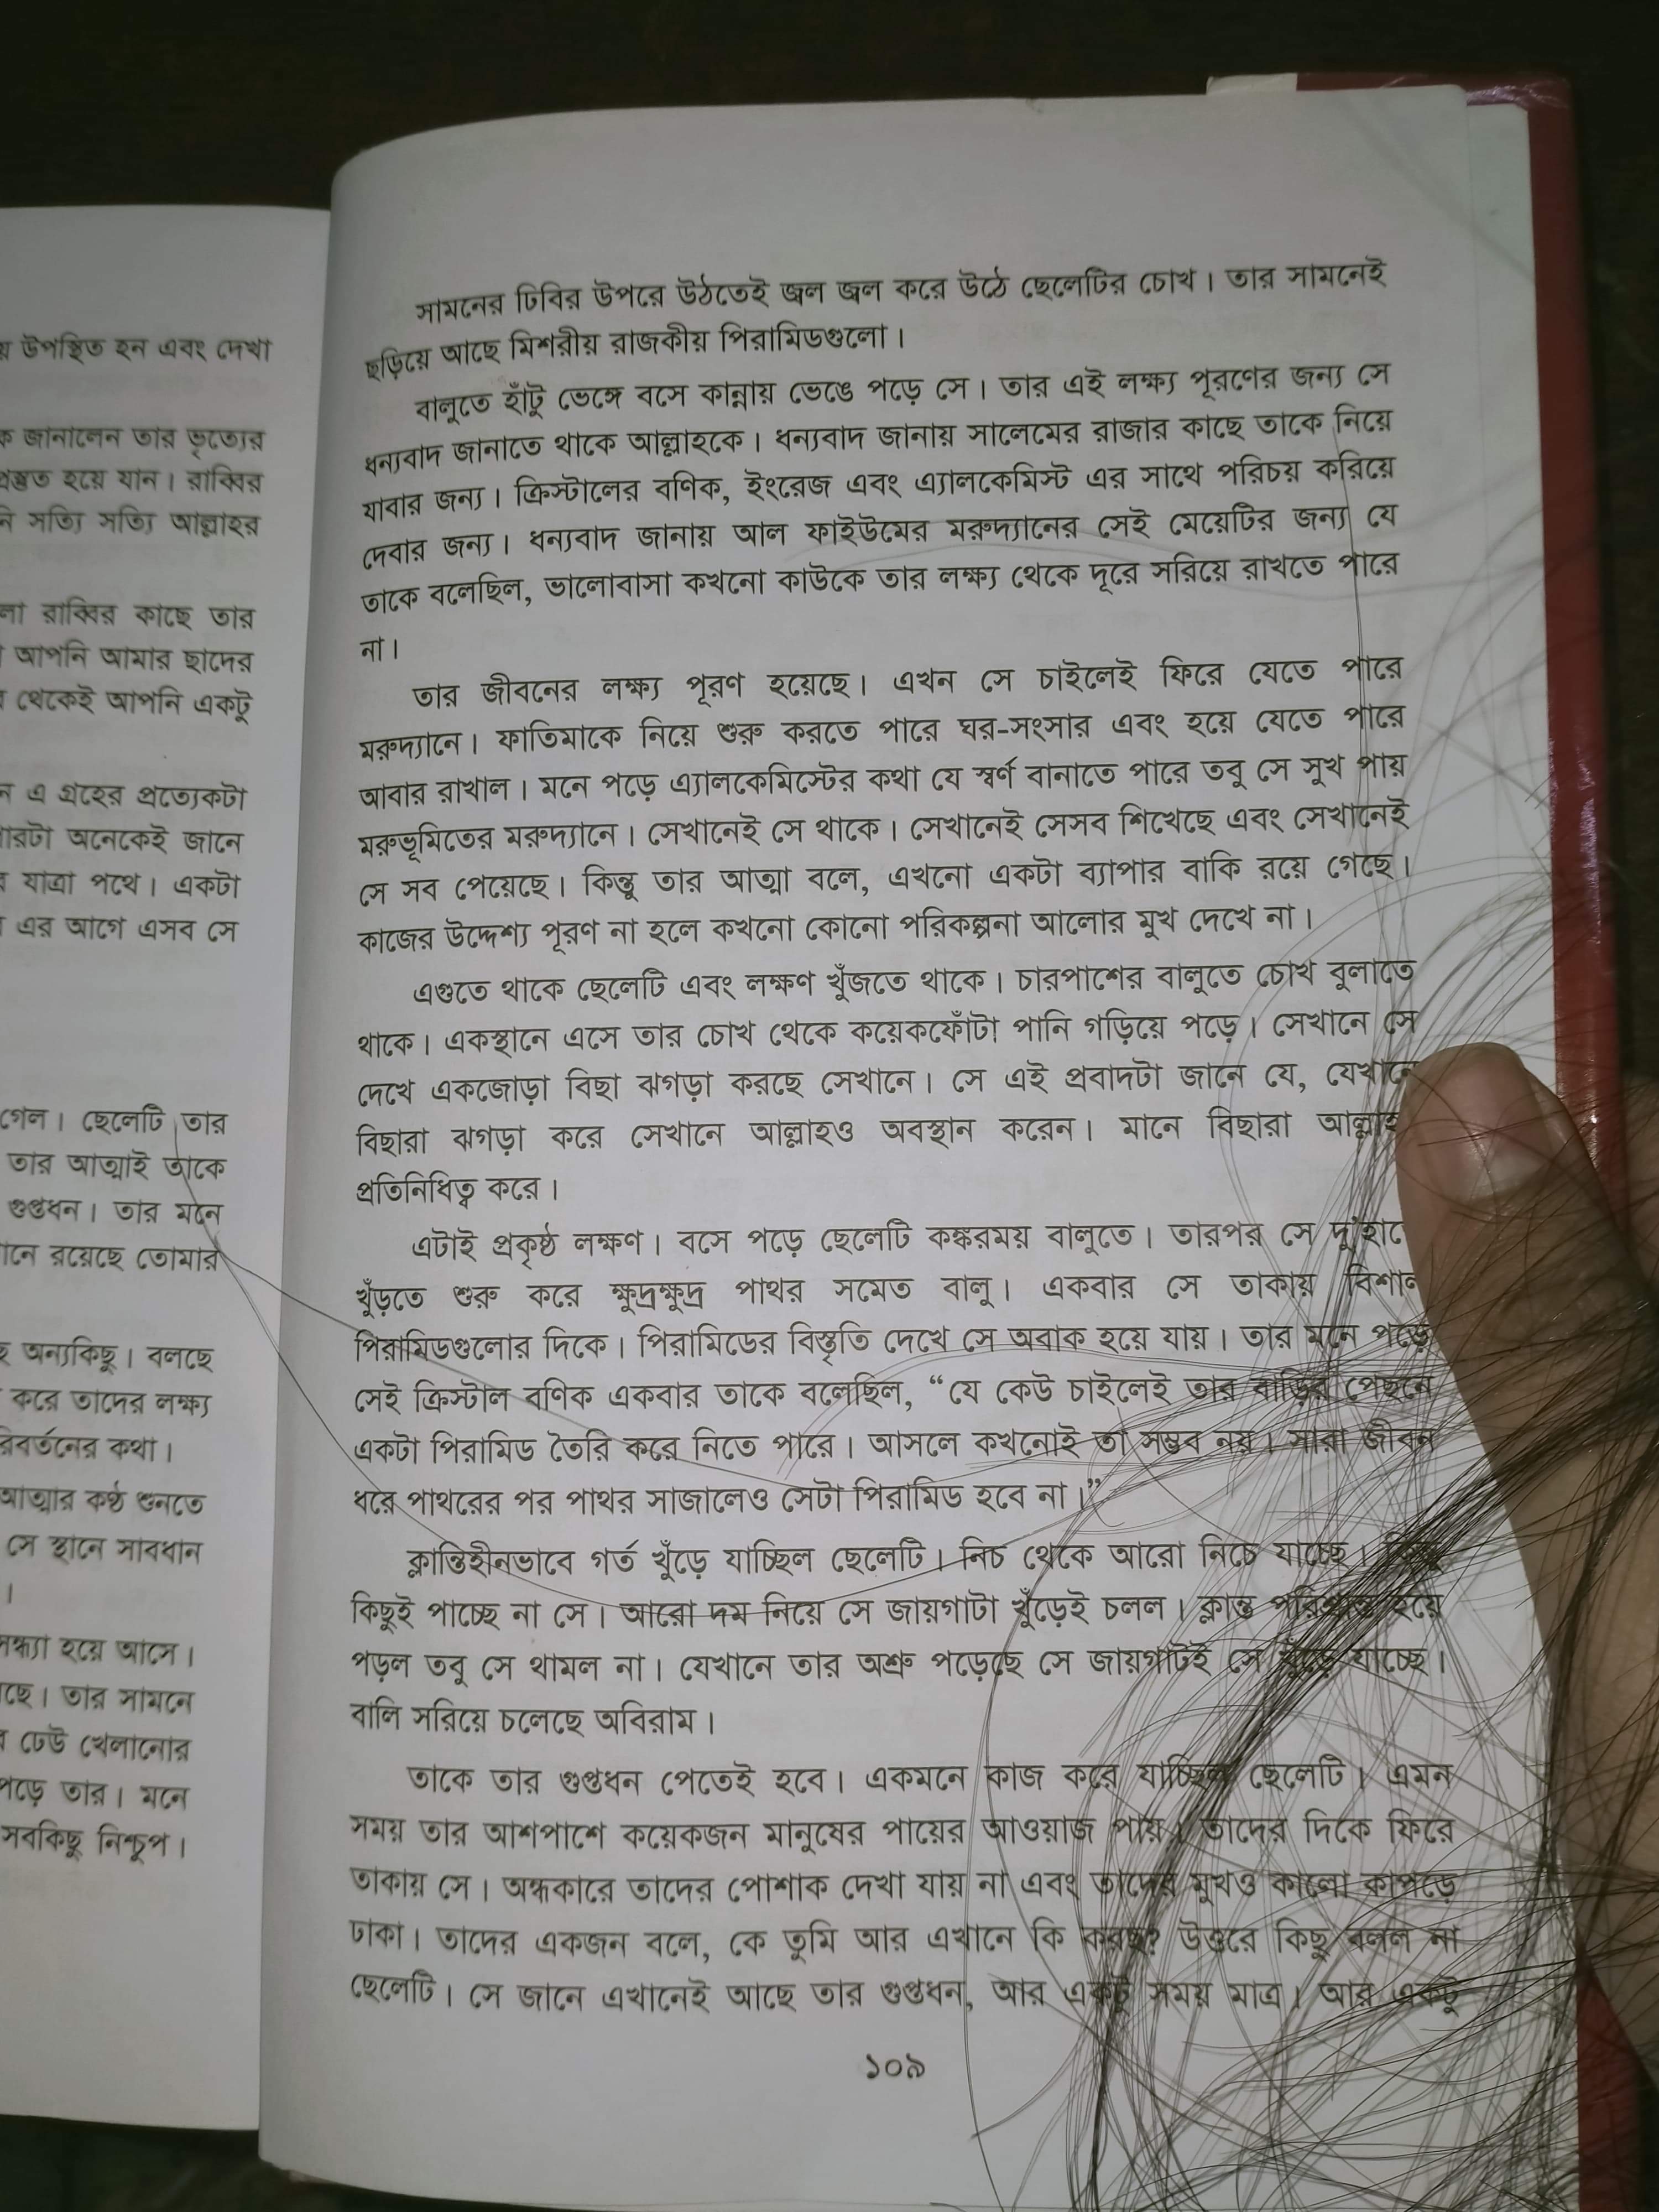 য় উপস্থিত হন এবং দেখা
ক জানালেন তার ভৃত্যের
প্রস্তুত হয়ে যান। রাব্বির
নি সত্যি সত্যি আল্লাহর
লা রাব্বির কাছে তার
আপনি আমার ছাদের
থেকেই আপনি একটু
ন এ গ্রহের প্রত্যেকটা
পারটা অনেকেই জানে
যাত্রা পথে। একটা
এর আগে এসব সে
গেল। ছেলেটি তার
তার আত্মাই তাকে
গুপ্তধন। তার মনে
নে রয়েছে তোমার
অন্যকিছু। বলছে
করে তাদের লক্ষ্য
রিবর্তনের কথা।
আত্মার কণ্ঠ শুনতে
সে স্থানে সাবধান
।
সন্ধ্যা হয়ে আসে।
ছে। তার সামনে
ঢেউ খেলানোর
পড়ে তার। মনে
সবকিছু নিশ্চুপ।
সামনের ঢিবির উপরে উঠতেই জ্বল জ্বল করে উঠে ছেলেটির চোখ। তার সামনেই
ছড়িয়ে আছে মিশরীয় রাজকীয় পিরামিডগুলো।
বালুতে হাঁটু ভেঙ্গে বসে কান্নায় ভেঙে পড়ে সে। তার এই লক্ষ্য পূরণের জন্য সে
ধন্যবাদ জানাতে থাকে আল্লাহকে। ধন্যবাদ জানায় সালেমের রাজার কাছে তাকে নিয়ে
যাবার জন্য। ক্রিস্টালের বণিক, ইংরেজ এবং এ্যালকেমিস্ট এর সাথে পরিচয় করিয়ে
দেবার জন্য। ধন্যবাদ জানায় আল ফাইউমের মরুদ্যানের সেই মেয়েটির জন্য যে
তাকে বলেছিল, ভালোবাসা কখনো কাউকে তার লক্ষ্য থেকে দূরে সরিয়ে রাখতে পারে
না।
তার জীবনের লক্ষ্য পূরণ হয়েছে। এখন সে চাইলেই ফিরে যেতে পারে
মরুদ্যানে। ফাতিমাকে নিয়ে শুরু করতে পারে ঘর-সংসার এবং হয়ে যেতে পারে
আবার রাখাল। মনে পড়ে এ্যালকেমিস্টের কথা যে স্বর্ণ বানাতে পারে তবু সে সুখ পায়
মরুভূমিতের মরুদ্যানে। সেখানেই সে থাকে। সেখানেই সেসব শিখেছে এবং সেখানেই
সে সব পেয়েছে। কিন্তু তার আত্মা বলে, এখনো একটা ব্যাপার বাকি রয়ে গেছে।
কাজের উদ্দেশ্য পূরণ না হলে কখনো কোনো পরিকল্পনা আলোর মুখ দেখে না।
এগুতে থাকে ছেলেটি এবং লক্ষণ খুঁজতে থাকে। চারপাশের বালুতে চোখ বুলাতে
থাকে। একস্থানে এসে তার চোখ থেকে কয়েকফোঁটা পানি গড়িয়ে পড়ে। সেখানে সে
দেখে একজোড়া বিছা ঝগড়া করছে সেখানে। সে এই প্রবাদটা জানে যে, যেখানে
বিছারা ঝগড়া করে সেখানে আল্লাহও অবস্থান করেন। মানে বিছারা
প্রতিনিধিত্ব করে।
এটাই প্রকৃষ্ঠ লক্ষণ। বসে পড়ে ছেলেটি কঙ্করময় বালুতে। তারপর সে
খুঁড়তে শুরু করে ক্ষুদ্রক্ষুদ্র পাথর সমেত বালু। একবার সে তাকায় বিশাল
পিরামিডগুলোর দিকে। পিরামিডের বিস্তৃতি দেখে সে অবাক হয়ে যায়। তার মনে পড়ে
সেই ক্রিস্টাল বণিক একবার তাকে বলেছিল, “যে কেউ চাইলেই তার বাড়ির পেছনে
একটা পিরামিড তৈরি করে নিতে পারে। আসলে কখনোই তা সম্ভব নয়। সারা জীবন
ধরে পাথরের পর পাথর সাজালেও সেটা পিরামিড হবে না।”
ক্লান্তিহীনভাবে গর্ত খুঁড়ে যাচ্ছিল ছেলেটি। নিচ থেকে আরো নিচে যাচ্ছে।
কিছুই পাচ্ছে না সে। আরো দম নিয়ে সে জায়গাটা খুঁড়েই চলল। ক্লান্ত পরিশ্রান্ত হয়ে
পড়ল তবু সে থামল না। যেখানে তার অশ্রু পড়েছে সে জায়গাটই সে খুঁড়ে যাচ্ছে।
বালি সরিয়ে চলেছে অবিরাম।
তাকে তার গুপ্তধন পেতেই হবে। একমনে কাজ করে যাচ্ছিল ছেলেটি। এমন
সময় তার আশপাশে কয়েকজন মানুষের পায়ের আওয়াজ পায়। তাদের দিকে ফিরে
তাকায় সে। অন্ধকারে তাদের পোশাক দেখা যায় না এবং তাদের মুখও কালো কাপড়ে
ঢাকা। তাদের একজন বলে, কে তুমি আর এখানে কি করছ? উত্তরে কিছু বলল না
ছেলেটি। সে জানে এখানেই আছে তার গুপ্তধন, আর একটু সময় মাত্র। আর একটু
১০৯